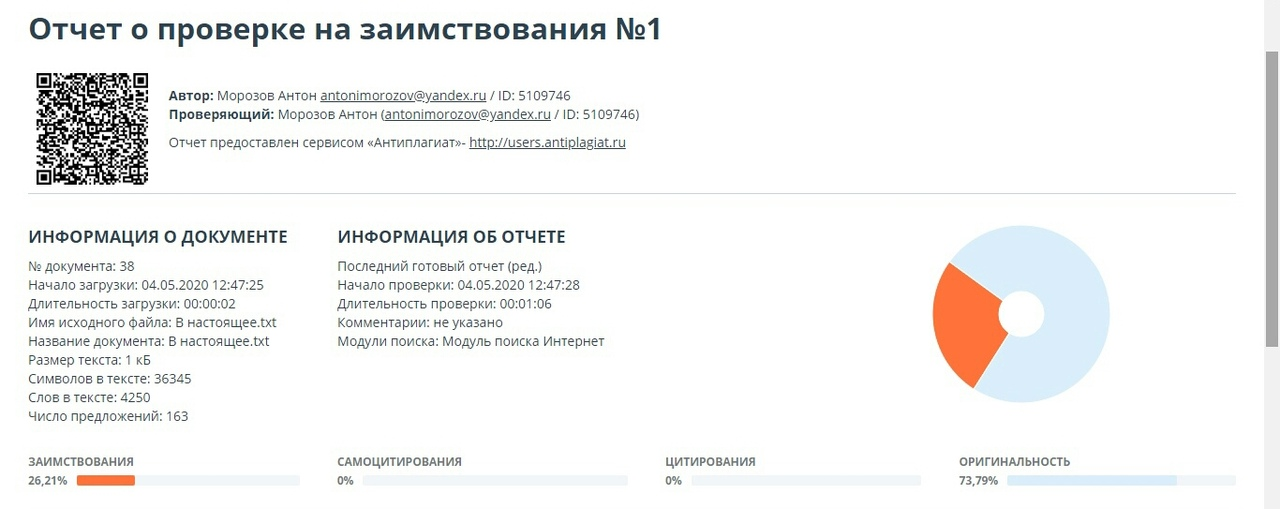 Отчет о проверке на заимствования №1
Автор: Морозов Антон antonimorozov@yandex.ru / ID: 5109746
Проверяющий: Морозов Антон (antonimorozov@yandex.ru / ID: 5109746)
Отчет предоставлен сервисом «Антиплагиат»- http://users.antiplagiat.ru
ИНФОРМАЦИЯ О ДОКУМЕНТЕ
№ документа: 38
Начало загрузки: 04.05.2020 12:47:25
Длительность загрузки: 00:00:02
Имя исходного файла: В настоящее.txt
Название документа: В настоящее.txt
Размер текста: 1 кБ
Символов в тексте: 36345
Слов в тексте: 4250
Число предложений: 163
ИНФОРМАЦИЯ ОБ ОТЧЕТЕ
Последний готовый отчет (ред.)
Начало проверки: 04.05.2020 12:47:28
Длительность проверки: 00:01:06
Комментарии: не указано
Модули поиска: Модуль поиска Интернет
ЗАИМСТВОВАНИЯ
26,21%
САМОЦИТИРОВАНИЯ
0%
ЦИТИРОВАНИЯ
0%
ОРИГИНАЛЬНОСТЬ
73,79%